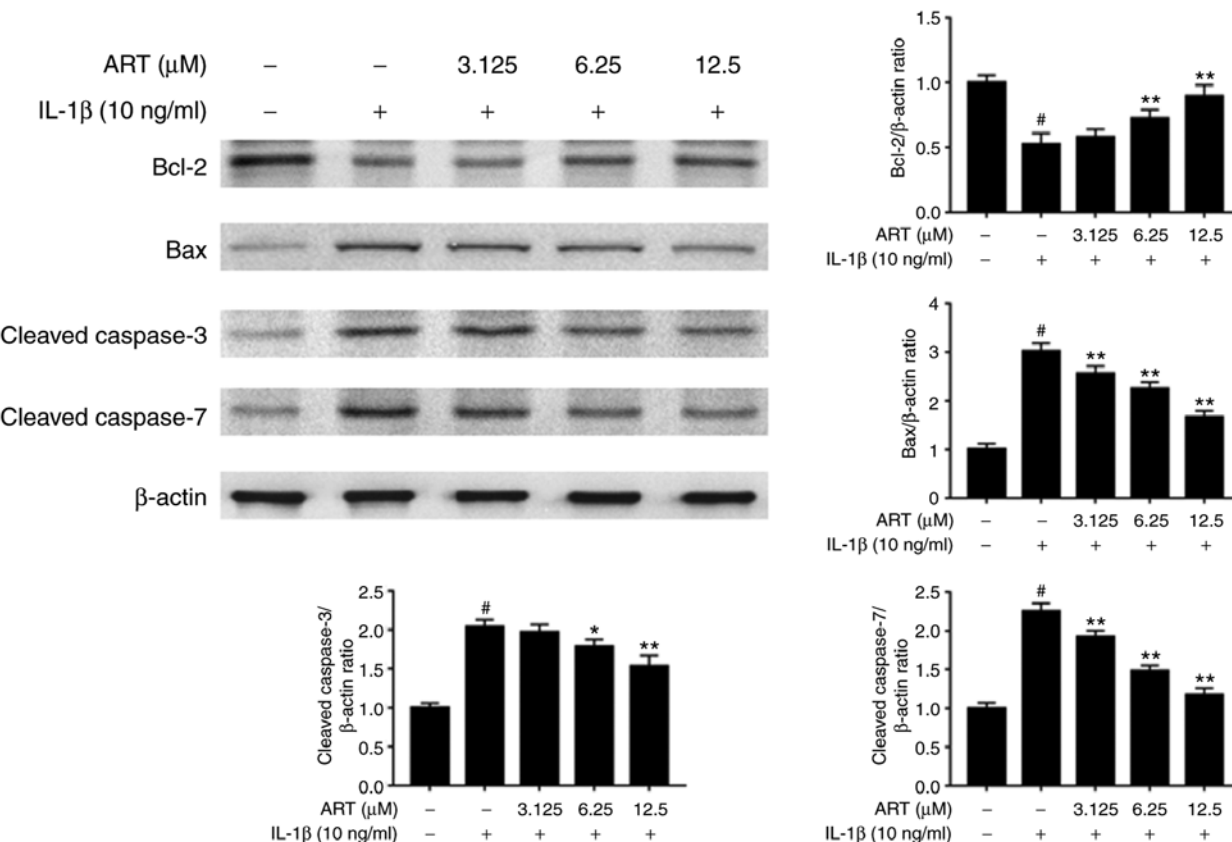 ART (μM) – – 3.125 6.25 12.5
IL-1β (10 ng/ml) – + + + +
Bcl-2
Bax
Cleaved caspase-3
Cleaved caspase-7
β-actin
Bcl-2/β-actin ratio
1.5
1.0
0.5
0.0
#
**
**
ART (μM) – – 3.125 6.25 12.5
IL-1β (10 ng/ml) – + + + +
Bax/β-actin ratio
4
3
2
1
0
#
**
**
**
ART (μM) – – 3.125 6.25 12.5
IL-1β (10 ng/ml) – + + + +
Cleaved caspase-3/
β-actin ratio
2.5
2.0
1.5
1.0
0.5
0.0
#
*
**
ART (μM) – – 3.125 6.25 12.5
IL-1β (10 ng/ml) – + + + +
Cleaved caspase-7/
β-actin ratio
2.5
2.0
1.5
1.0
0.5
0.0
#
**
**
**
ART (μM) – – 3.125 6.25 12.5
IL-1β (10 ng/ml) – + + + +